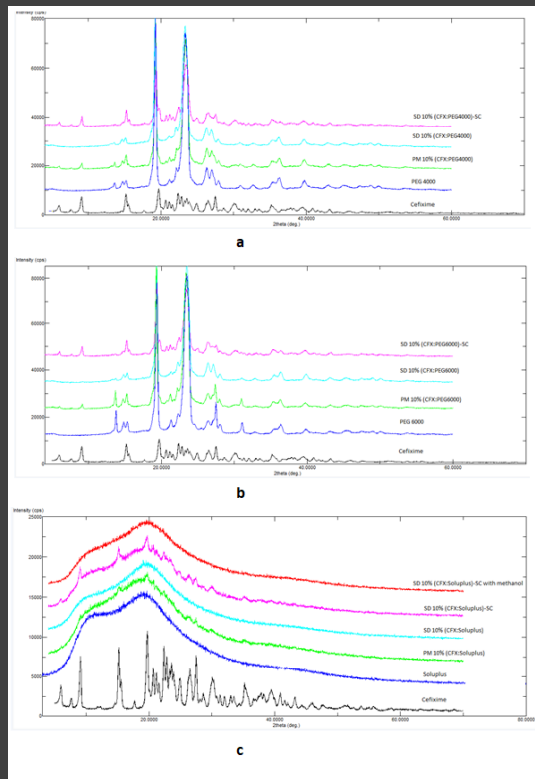 Intensity (cps)
80000
60000
SD 10% (CFX:PEG4000)-SC
40000
SD 10% (CFX:PEG4000)
PM 10% (CFX:PEG4000)
20000
PEG 4000
Cefixime
0
20.0000 40.0000 60.0000
2theta (deg.)
a
Intensity (cps)
80000
60000
SD 10% (CFX:PEG6000)-SC
40000
SD 10% (CFX:PEG6000)
PM 10% (CFX:PEG6000)
20000
PEG 6000
Cefixime
0
20.0000 40.0000 60.0000
2theta (deg.)
b
Intensity (cps)
25000
20000
SD 10% (CFX:Soluplus)-SC with methanol
15000
SD 10% (CFX:Soluplus)-SC
10000
SD 10% (CFX:Soluplus)
PM 10% (CFX:Soluplus)
5000
Soluplus
Cefixime
0
20.0000 40.0000 60.0000 80.0000
2theta (deg.)
c